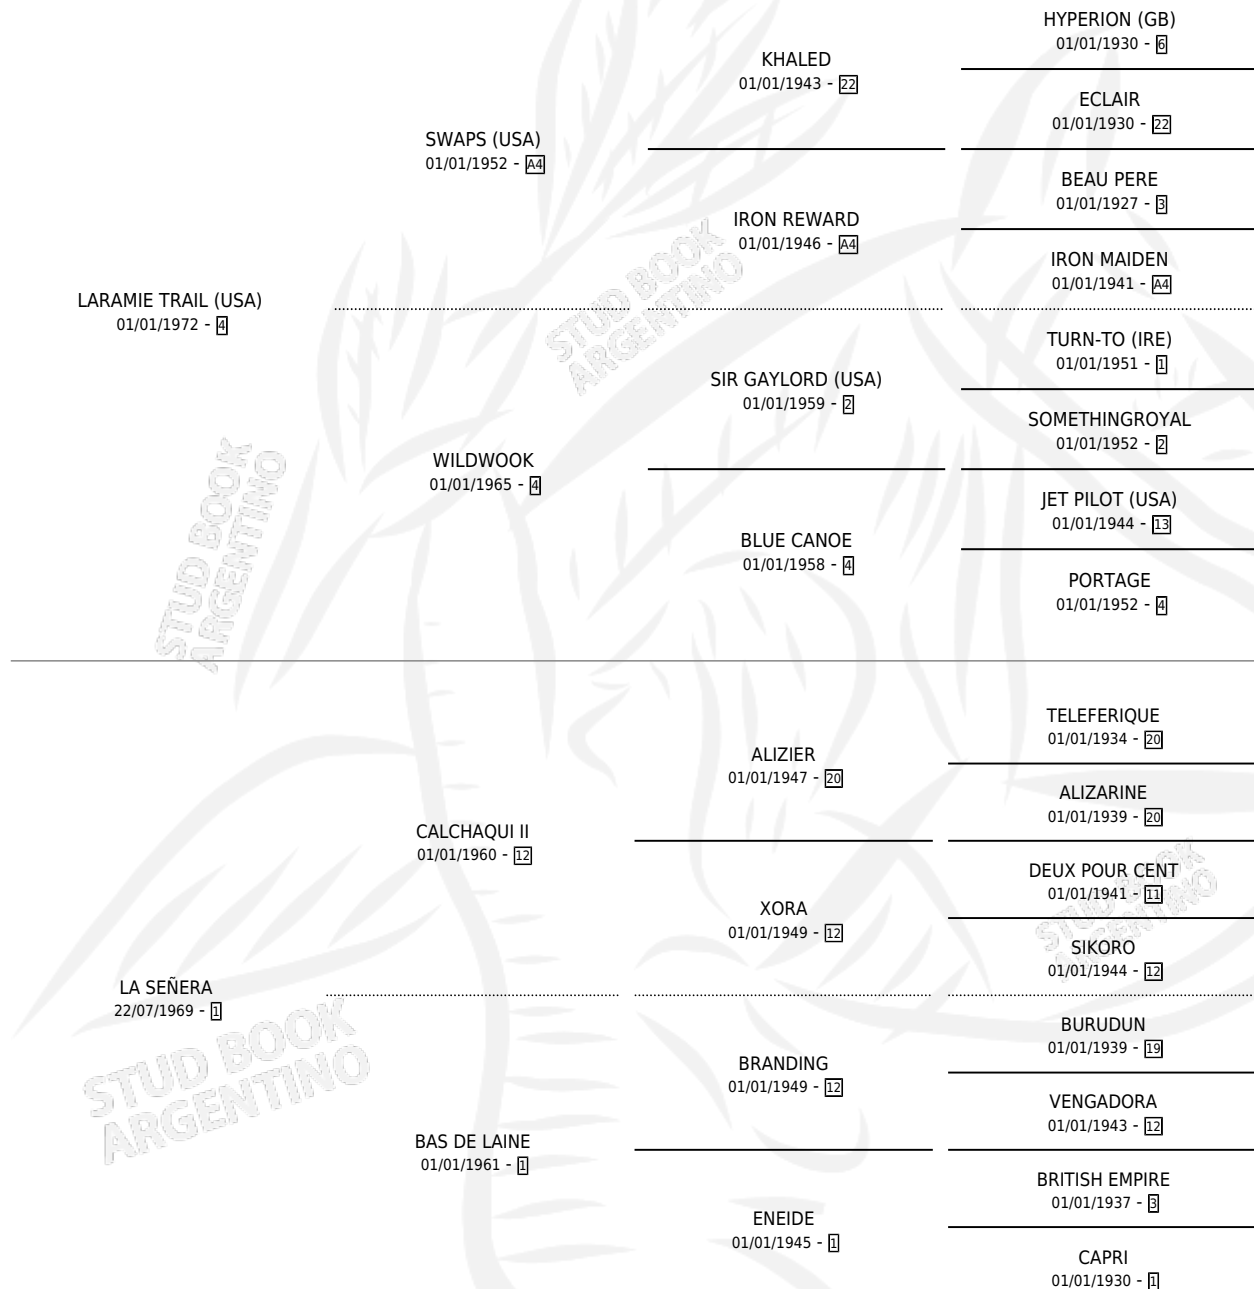 HYPERION (GB)
01/01/1930 - 6
KHALED
01/01/1943 - 22
ECLAIR
01/01/1930 - 22
SWAPS (USA)
01/01/1952 - A4
BEAU PERE
01/01/1927 - 3
IRON REWARD
01/01/1946 - A4
IRON MAIDEN
01/01/1941 - A4
LARAMIE TRAIL (USA)
01/01/1972 - 4
TURN-TO (IRE)
01/01/1951 - 1
SIR GAYLORD (USA)
01/01/1959 - 2
SOMETHINGROYAL
01/01/1952 - 2
WILDWOOK
01/01/1965 - 4
JET PILOT (USA)
01/01/1944 - 13
BLUE CANOE
01/01/1958 - 4
PORTAGE
01/01/1952 - 4
TELEFERIQUE
01/01/1934 - 20
ALIZIER
01/01/1947 - 20
ALIZARINE
01/01/1939 - 20
CALCHAQUI II
01/01/1960 - 12
DEUX POUR CENT
01/01/1941 - 11
XORA
01/01/1949 - 12
SIKORO
01/01/1944 - 12
LA SEÑERA
22/07/1969 - 1
BURUDUN
01/01/1939 - 19
BRANDING
01/01/1949 - 12
VENGADORA
01/01/1943 - 12
BAS DE LAINE
01/01/1961 - 1
BRITISH EMPIRE
01/01/1937 - 3
ENEIDE
01/01/1945 - 1
CAPRI
01/01/1930 - 1
STUD BOOK
ARGENTINO
STUD BOOK
ARGENTINO
STUD BOOK
ARGENTINO
STUD BOOK
ARGENTINO